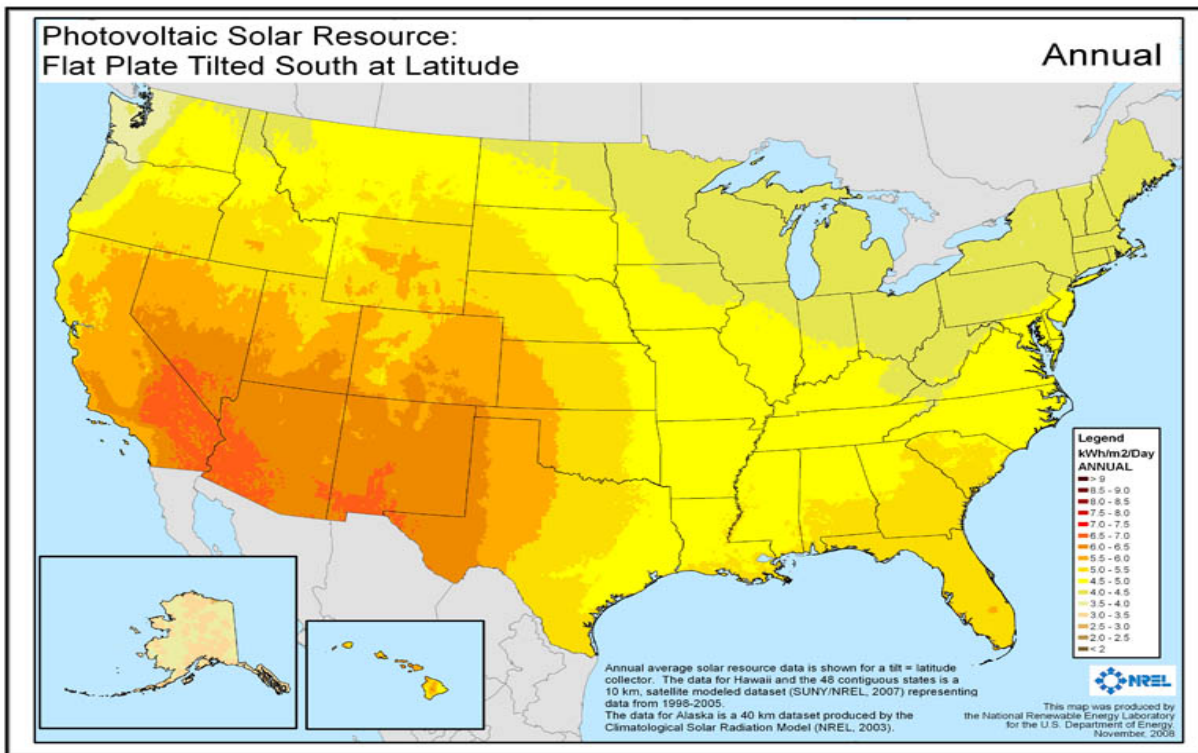 Photovoltaic Solar Resource:
Flat Plate Tilted South at Latitude
Annual
Legend
kWh/m2/Day
ANNUAL
> 9
8.5 - 9.0
8.0 - 8.5
7.5 - 8.0
7.0 - 7.5
6.5 - 7.0
6.0 - 6.5
5.5 - 6.0
5.0 - 5.5
4.5 - 5.0
4.0 - 4.5
3.5 - 4.0
3.0 - 3.5
2.5 - 3.0
2.0 - 2.5
< 2
Annual average solar resource data is shown for a tilt = latitude
collector. The data for Hawaii and the 48 contiguous states is a
10 km, satellite modeled dataset (SUNY/NREL, 2007) representing
data from 1998-2005.
The data for Alaska is a 40 km dataset produced by the
Climatological Solar Radiation Model (NREL, 2003).
NREL
This map was produced by
the National Renewable Energy Laboratory
for the U.S. Department of Energy.
November, 2008